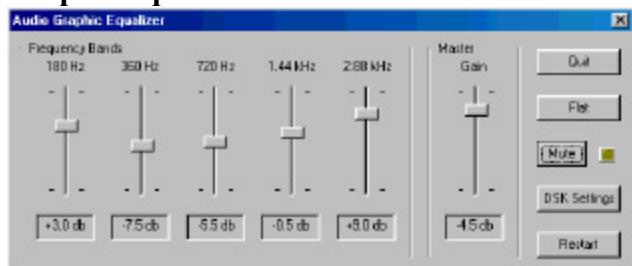 Audio Graphic Equalizer
Frequency Bands
180 Hz 360 Hz 720 Hz 1.44 kHz 2.88 kHz
Master
Gain
Quit
Flat
Mute
DSK Settings
Restart
+3.0 db -7.5 db -5.5 db -0.5 db +9.0 db -4.5 db